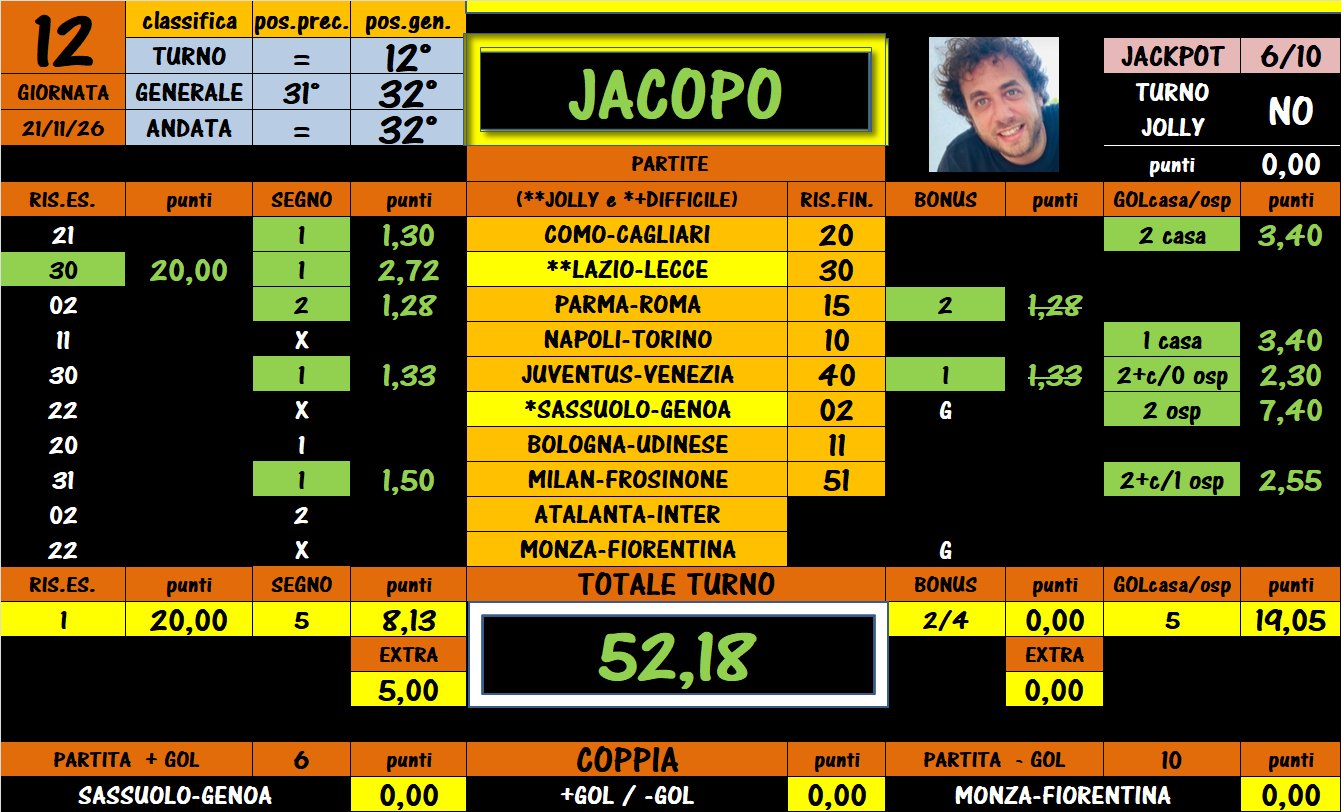 12 classifica pos.prec. pos.gen.
TURNO = 12°
GIORNATA GENERALE 31° 32°
21/11/26 ANDATA = 32°
JACOPO
JACKPOT 6/10
TURNO JOLLY NO
punti 0,00
PARTITE
RIS.ES. punti SEGNO punti (**JOLLY e *+DIFFICILE) RIS.FIN. BONUS punti GOLcasa/osp punti
21 1 1,30 COMO-CAGLIARI 20 2 casa 3,40
30 20,00 1 2,72 **LAZIO-LECCE 30
02 2 1,28 PARMA-ROMA 15 2 1,28
11 X NAPOLI-TORINO 10 1 casa 3,40
30 1 1,33 JUVENTUS-VENEZIA 40 1 1,33 2+c/0 osp 2,30
22 X *SASSUOLO-GENOA 02 G 2 osp 7,40
20 1 BOLOGNA-UDINESE 11
31 1 1,50 MILAN-FROSINONE 51 2+c/1 osp 2,55
02 2 ATALANTA-INTER
22 X MONZA-FIORENTINA G
RIS.ES. punti SEGNO punti TOTALE TURNO BONUS punti GOLcasa/osp punti
1 20,00 5 8,13 52,18 2/4 0,00 5 19,05
EXTRA EXTRA
5,00 0,00
PARTITA + GOL 6 punti COPPIA punti PARTITA - GOL 10 punti
SASSUOLO-GENOA 0,00 +GOL / -GOL 0,00 MONZA-FIORENTINA 0,00